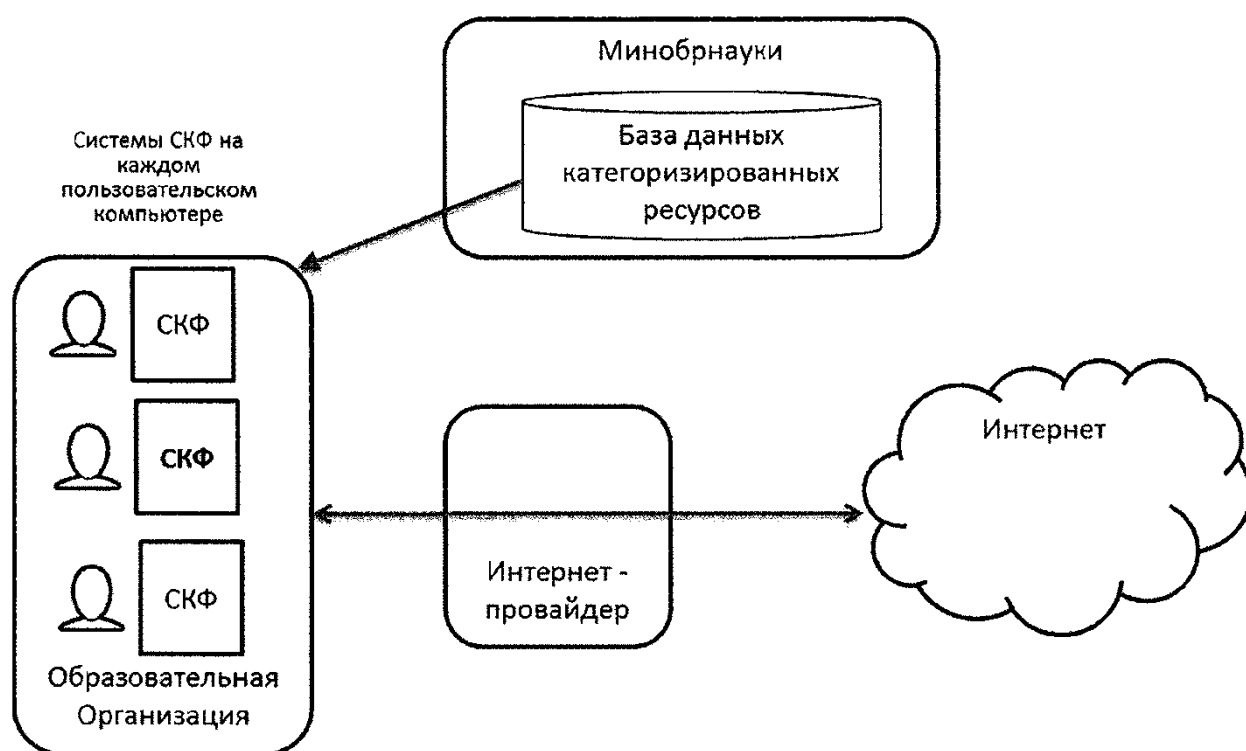 Минобрнауки
База данных
категоризированных
ресурсов
Системы СКФ на
каждом
пользовательском
компьютере
СКФ
СКФ
СКФ
Образовательная
Организация
Интернет -
провайдер
Интернет